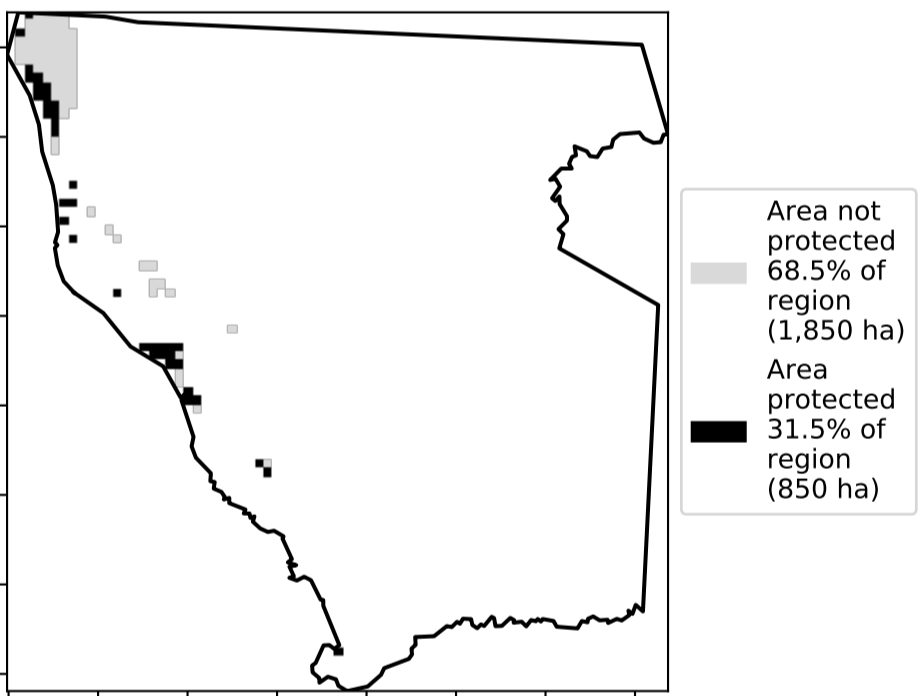 Area not
protected
68.5% of
region
(1,850 ha)
Area
protected
31.5% of
region
(850 ha)